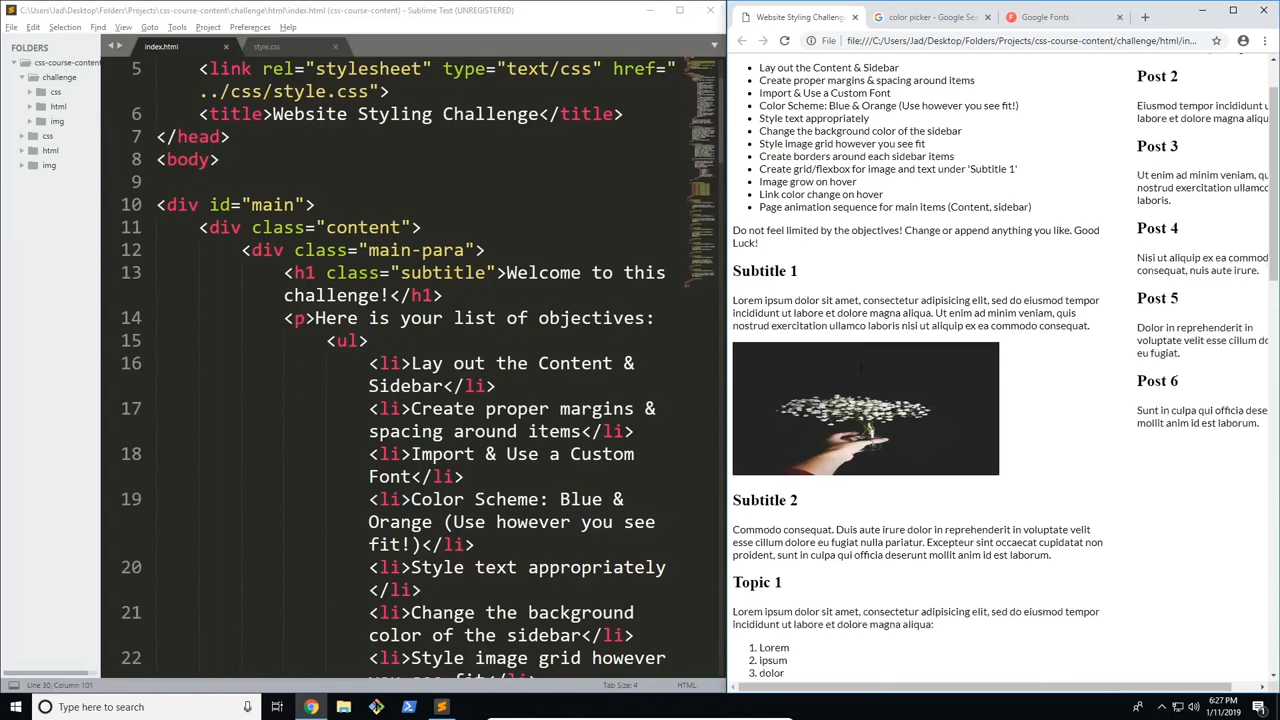 C:\Users\Jad\Desktop\Folders\Projects\css-course-content\challenge\html\index.html (css-course-content) - Sublime Text (UNREGISTERED)
File Edit Selection Find View Goto Tools Project Preferences Help
FOLDERS
css-course-content
challenge
css
html
img
css
html
img
index.html
style.css
5 <link rel="stylesheet" type="text/css" href="
../css/style.css">
6 <title>Website Styling Challenge</title>
7 </head>
8 <body>
9
10 <div id="main">
11 <div class="content">
12 <div class="main-para">
13 <h1 class="subtitle">Welcome to this
challenge!</h1>
14 <p>Here is your list of objectives:
15 <ul>
16 <li>Lay out the Content &
Sidebar</li>
17 <li>Create proper margins &
spacing around items</li>
18 <li>Import & Use a Custom
Font</li>
19 <li>Color Scheme: Blue &
Orange (Use however you see
fit!)</li>
20 <li>Style text appropriately
</li>
21 <li>Change the background
color of the sidebar</li>
22 <li>Style image grid however
you see fit</li>
Line 30, Column 101
Tab Size: 4
HTML
Website Styling Challeng
color picker - Google Sea
Google Fonts
File file:///C:/Users/Jad/Desktop/Folders/Projects/css-course-content/challenge/html/in...
Lay out the Content & Sidebar
Create proper margins & spacing around items
Import & Use a Custom Font
Color Scheme: Blue & Orange (Use however you see fit!)
Style text appropriately
Change the background color of the sidebar
Style image grid however you see fit
Create borders around each sidebar items
Create grid/flexbox for image and text under 'Subtitle 1'
Image grow on hover
Link color change on hover
Page animation sequence for main items (Content, sidebar)
Do not feel limited by the objectives! Change or append anything you like. Good
Luck!
Subtitle 1
Lorem ipsum dolor sit amet, consectetur adipisicing elit, sed do eiusmod tempor
incididunt ut labore et dolore magna aliqua. Ut enim ad minim veniam, quis
nostrud exercitation ullamco laboris nisi ut aliquip ex ea commodo consequat.
Subtitle 2
Commodo consequat. Duis aute irure dolor in reprehenderit in voluptate velit
esse cillum dolore eu fugiat nulla pariatur. Excepteur sint occaecat cupidatat non
proident, sunt in culpa qui officia deserunt mollit anim id est laborum.
Topic 1
Lorem ipsum dolor sit amet, consectetur adipisicing elit, sed do eiusmod tempor
incididunt ut labore et dolore magna aliqua:
1. Lorem
2. ipsum
3. dolor
Post 2
Eiusmod tempor incididunt u
labore et dolore magna aliqu
Post 3
Ut enim ad minim veniam, qu
nostrud exercitation ullamco
laboris.
Post 4
Nisi ut aliquip ex ea commod
consequat, nuis aute irure.
Post 5
Dolor in reprehenderit in
voluptate velit esse cillum do
eu fugiat.
Post 6
Sunt in culpa qui officia dese
mollit anim id est laborum.
Type here to search
6:27 PM
1/11/2019